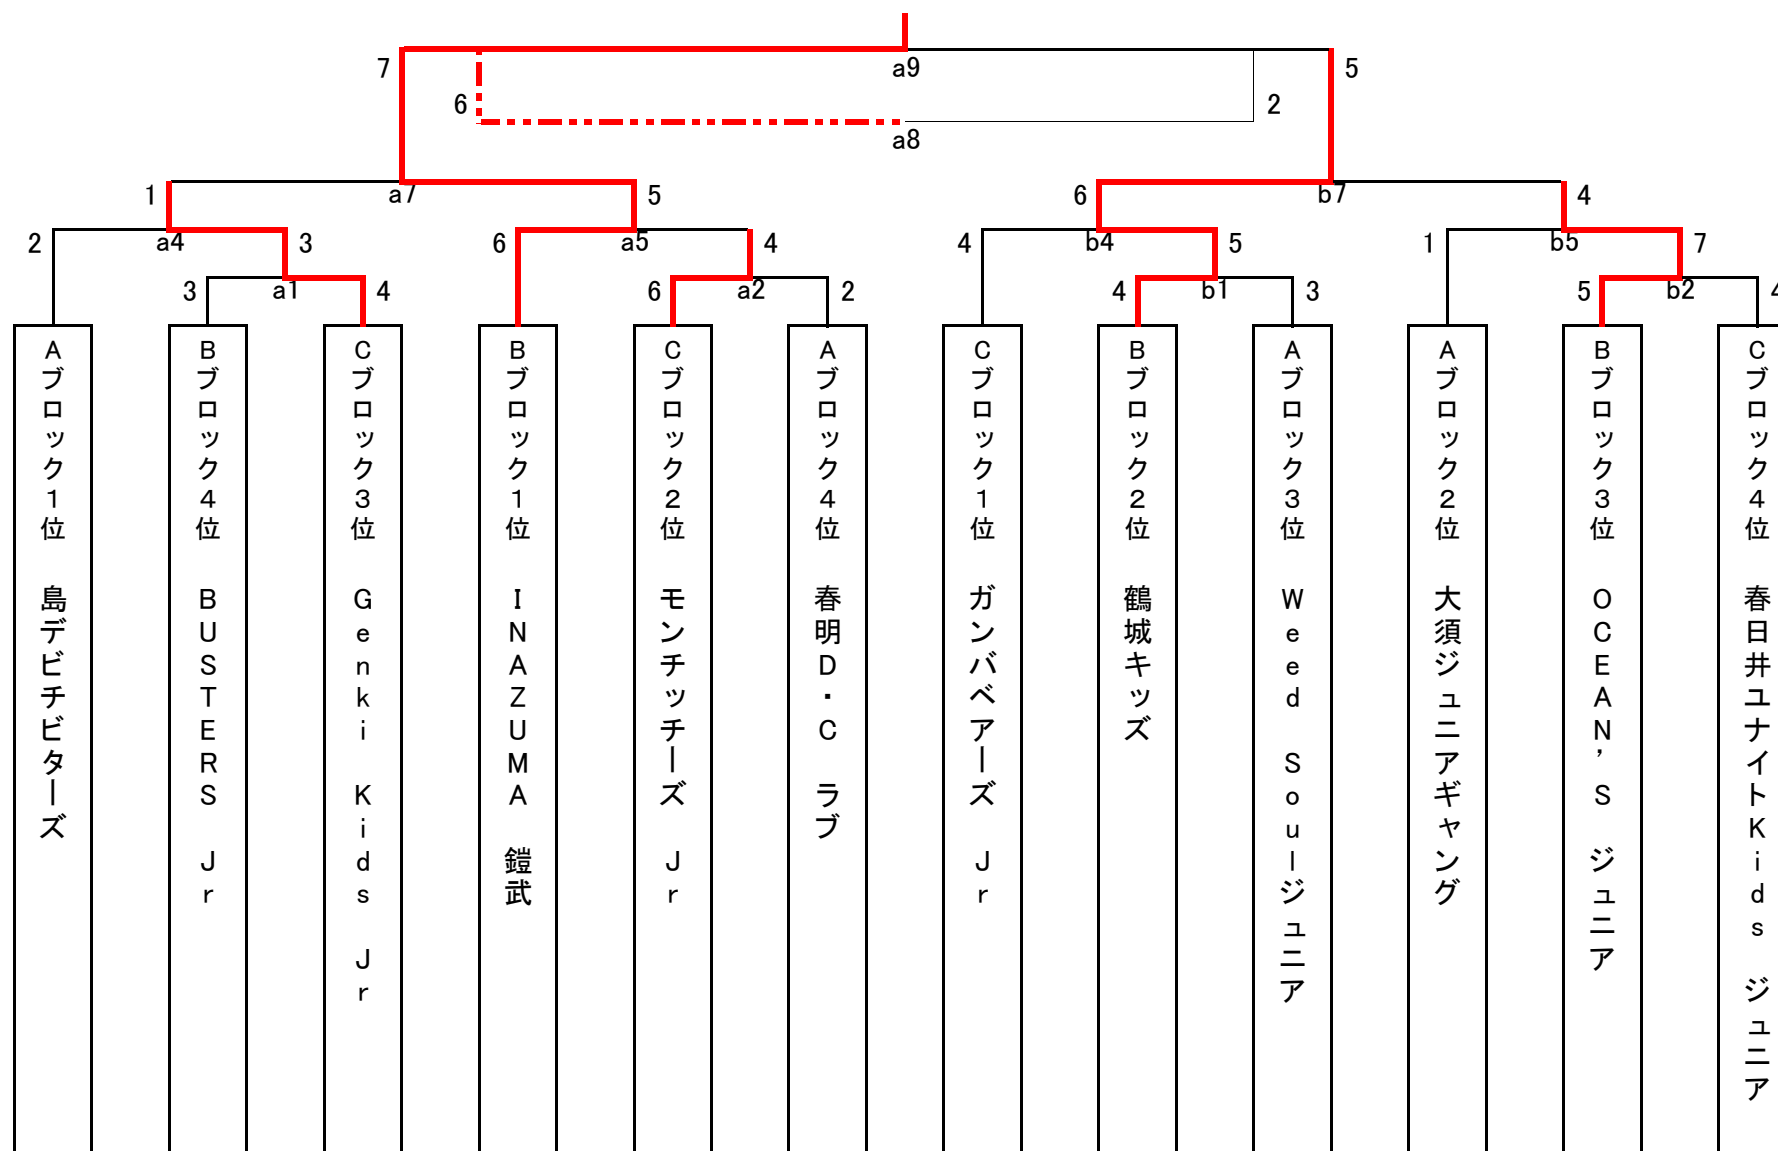 7 a9 5
6 2
a8
1 a7 5 6 b7 4
2 a4 3 6 a5 4 4 b4 5 1 b5 7
3 a1 4 6 a2 2 4 b1 3 5 b2 4
Aブロック1位 島デビチビターズ
Bブロック4位 BUSTERS Jr
Cブロック3位 Genki Kids Jr
Bブロック1位 INAZUMA 鎧武
Cブロック2位 モンチッチーズ Jr
Aブロック4位 春明D・C ラブ
Cブロック1位 ガンバベアーズ Jr
Bブロック2位 鶴城キッズ
Aブロック3位 Weed Soulジュニア
Aブロック2位 大須ジュニアギャング
Bブロック3位 OCEAN'S ジュニア
Cブロック4位 春日井ユナイトKids ジュニア